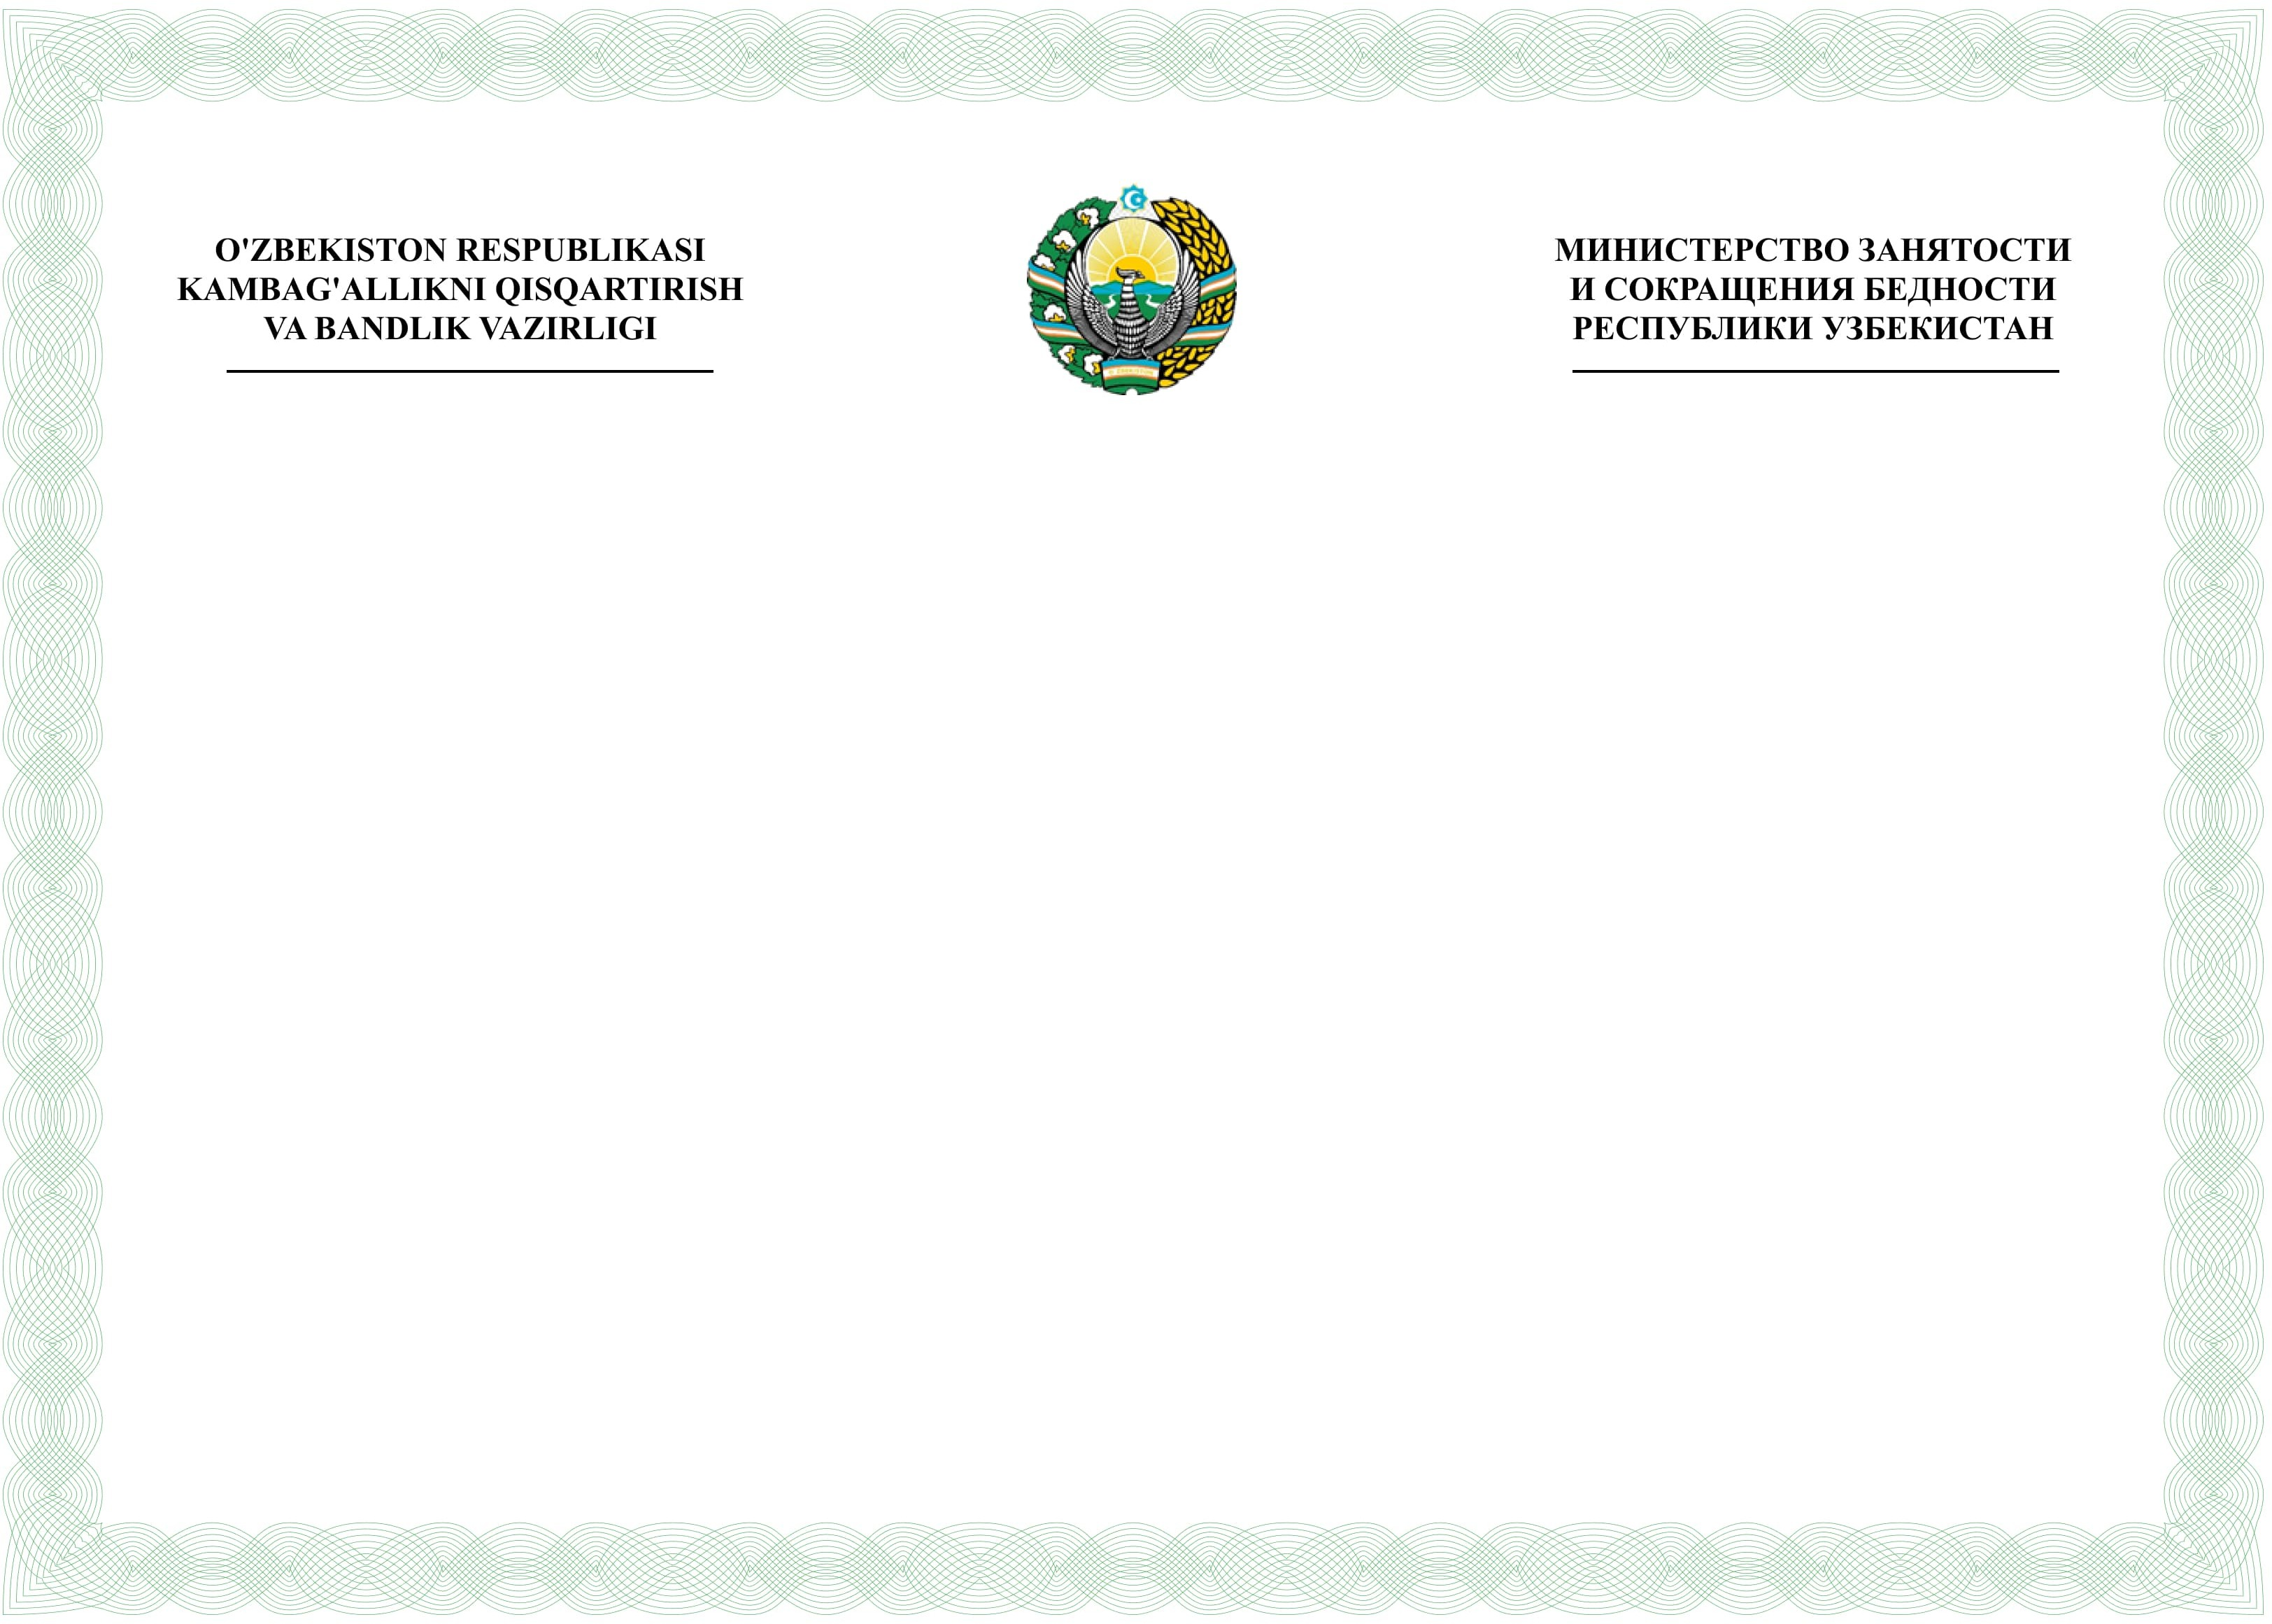 O'ZBEKISTON RESPUBLIKASI
KAMBAG'ALLIKNI QISQARTIRISH
VA BANDLIK VAZIRLIGI
МИНИСТЕРСТВО ЗАНЯТОСТИ
И СОКРАЩЕНИЯ БЕДНОСТИ
РЕСПУБЛИКИ УЗБЕКИСТАН